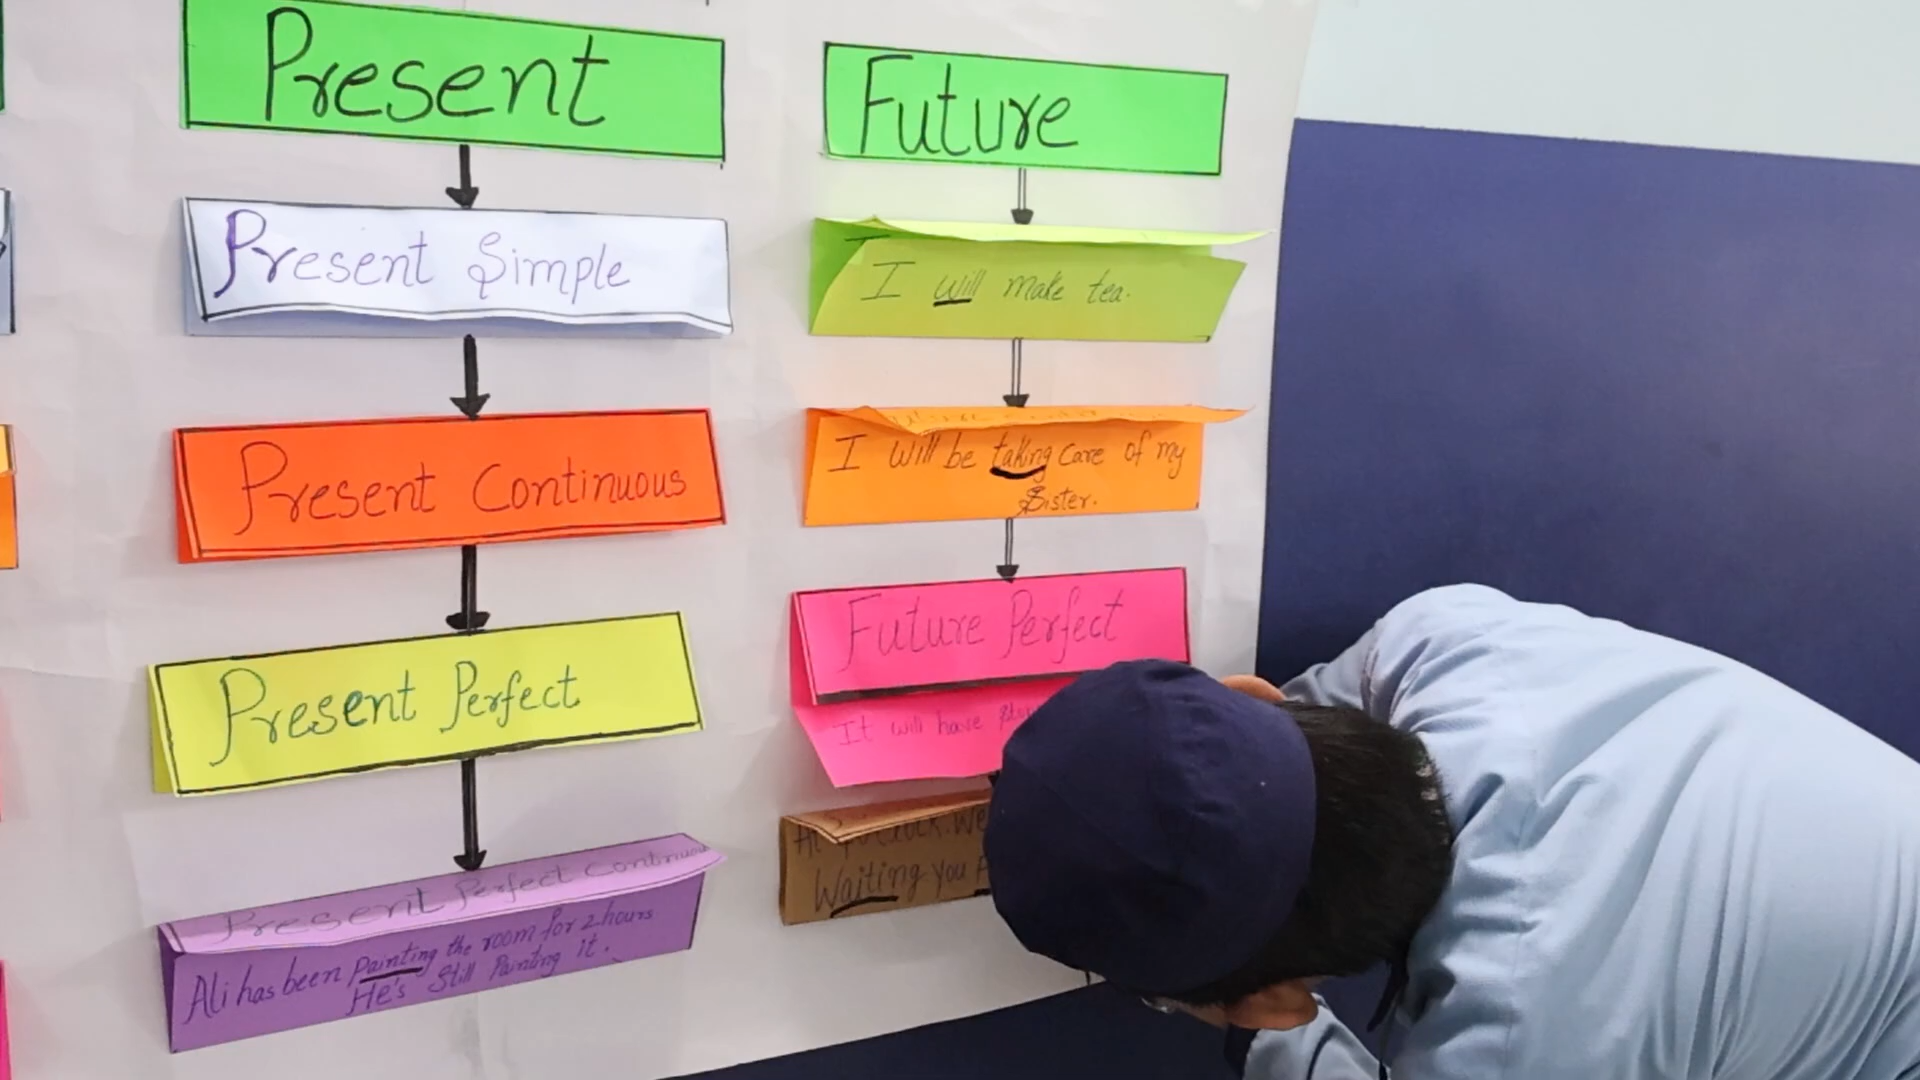 Present
Present Simple
Present Continuous
Present Perfect
Present Perfect Continuou
Ali has been painting the room for 2 hours
He's Still Painting It.
Future
I will make tea.
I will be taking care of my
Sister.
Future Perfect
It will have
We
Waiting you